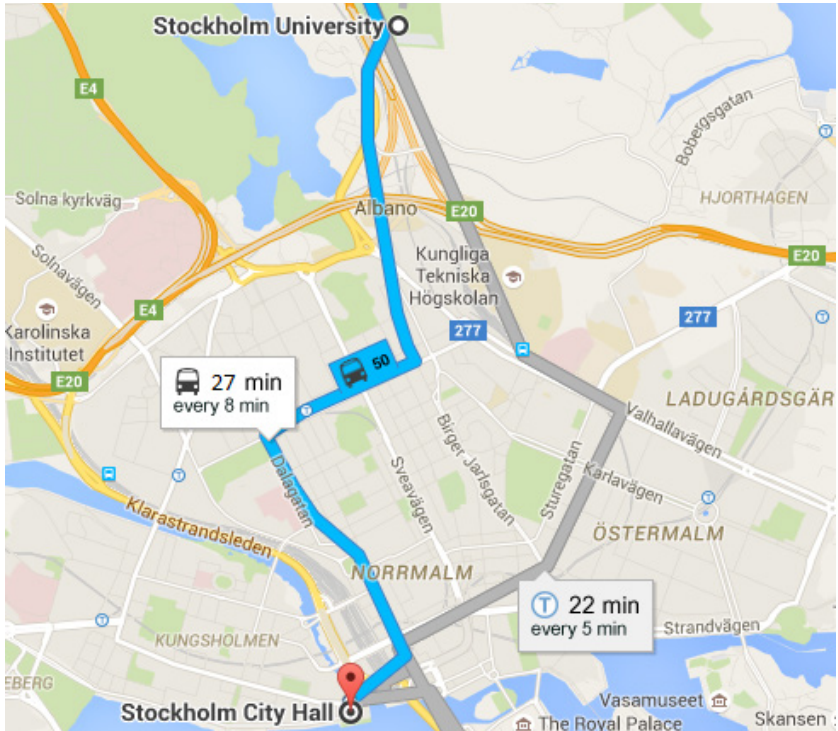 Stockholm University
E4
Bobergsgatan
Solna kyrkväg
HJORTHAGEN
Albano
E20
Solnavägen
Kungliga
Tekniska
Högskolan
E20
E4
277
277
Karolinska
Institutet
50
E20
27 min
every 8 min
LADUGÅRDSGÄR
Valhallavägen
Birger Jarlsgatan
Sturegatan
Karlavägen
Dalagatan
Sveavägen
Klarastrandsleden
ÖSTERMALM
NORRMALM
T 22 min
every 5 min
Strandvägen
KUNGSHOLMEN
EBERG
Vasamuseet
Stockholm City Hall
The Royal Palace
Skansen